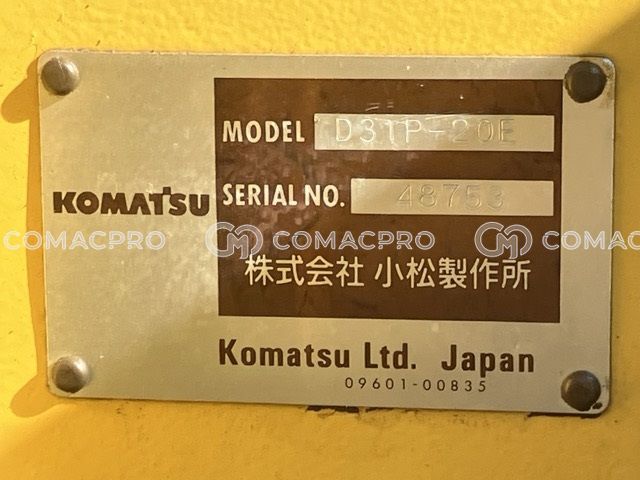 MODEL D31P-20E
KOMATSU
SERIAL NO. 48753
COMACPRO COMACPRO COMACPRO
株式会社 小松製作所
Komatsu Ltd. Japan
09601-00835